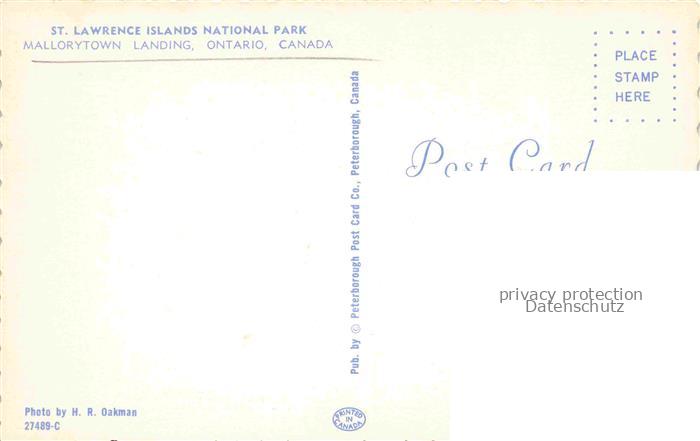 ST. LAWRENCE ISLANDS NATIONAL PARK
MALLORYTOWN LANDING, ONTARIO, CANADA
PLACE
STAMP
HERE
Post Card
Pub. by © Peterborough Post Card Co., Peterborough, Canada
privacy protection
Datenschutz
Photo by H. R. Oakman
27489-C
PRINTED
IN
CANADA